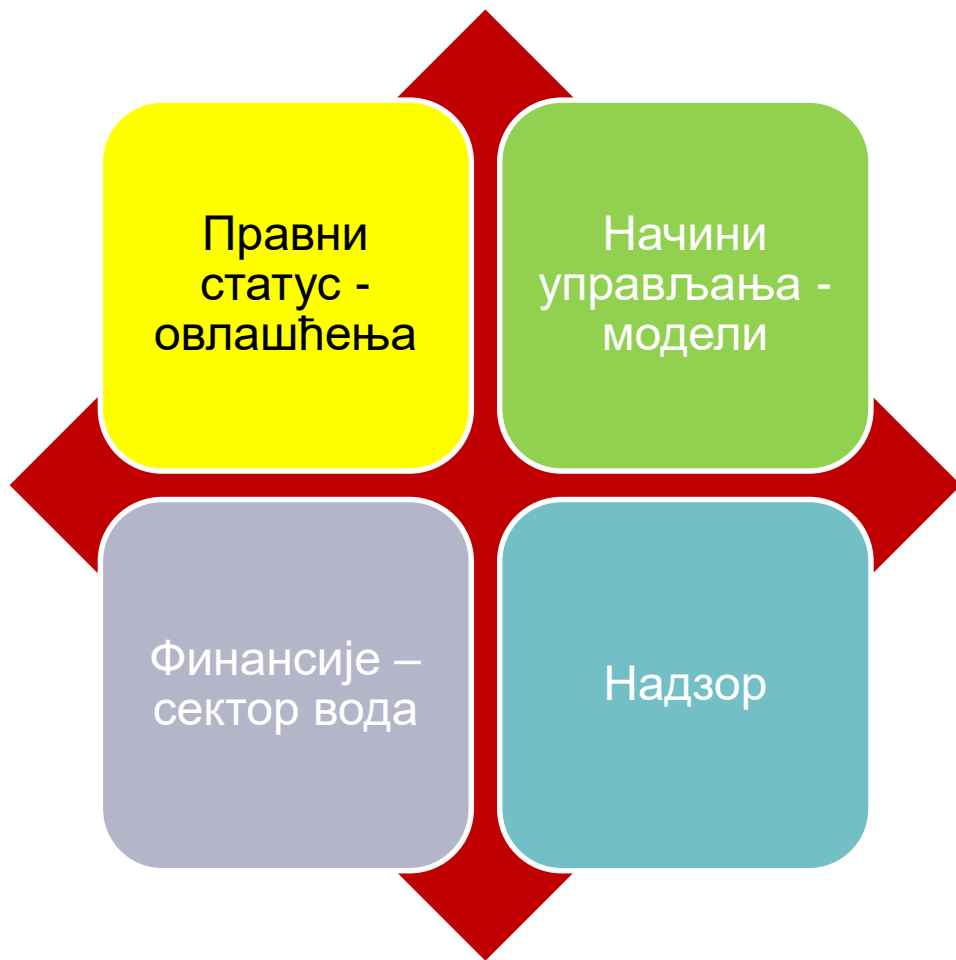 Правни
статус -
овлашћења
Начини
управљања -
модели
Финансије –
сектор вода
Надзор